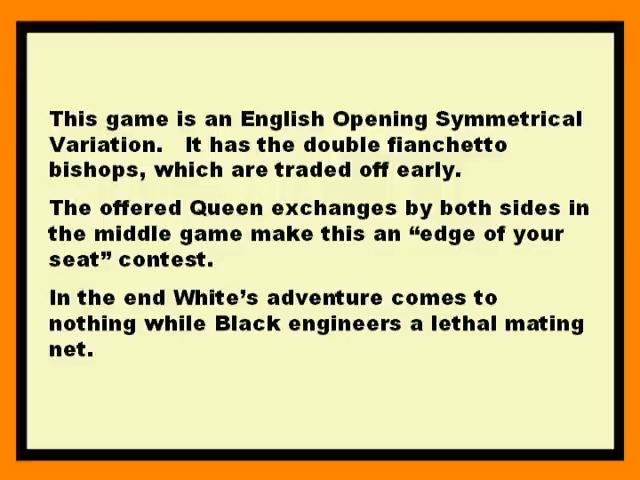 This game is an English Opening Symmetrical
Variation.   It has the double fianchetto
bishops, which are traded off early.
The offered Queen exchanges by both sides in
the middle game make this an “edge of your
seat” contest.
In the end White’s adventure comes to
nothing while Black engineers a lethal mating
net.